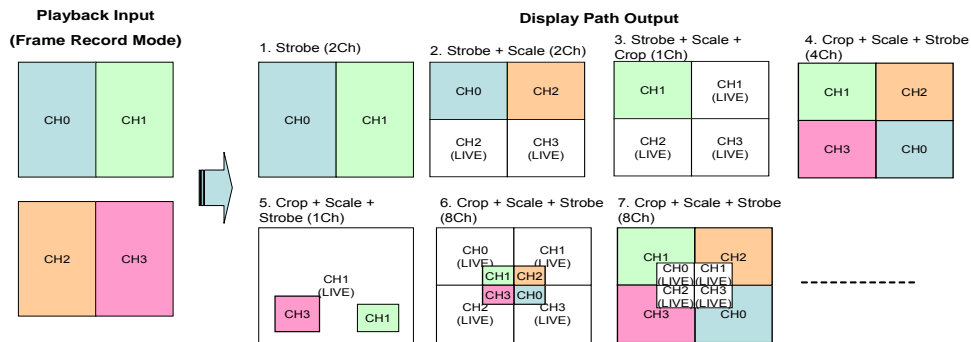 Playback Input
(Frame Record Mode)
CH0
CH1
CH2
CH3
Display Path Output
1. Strobe (2Ch)
CH0
CH1
2. Strobe + Scale (2Ch)
CH0
CH2
CH2
(LIVE)
CH3
(LIVE)
3. Strobe + Scale +
Crop (1Ch)
CH1
CH1
(LIVE)
CH2
(LIVE)
CH3
(LIVE)
4. Crop + Scale + Strobe
(4Ch)
CH1
CH2
CH3
CH0
5. Crop + Scale +
Strobe (1Ch)
CH1
(LIVE)
CH3
CH1
6. Crop + Scale + Strobe
(8Ch)
CH0
(LIVE)
CH1
(LIVE)
CH1
CH2
CH3
CH0
CH2
(LIVE)
CH3
(LIVE)
7. Crop + Scale + Strobe
(8Ch)
CH1
CH2
CH0
(LIVE)
CH1
(LIVE)
CH2
(LIVE)
CH3
(LIVE)
CH3
CH0